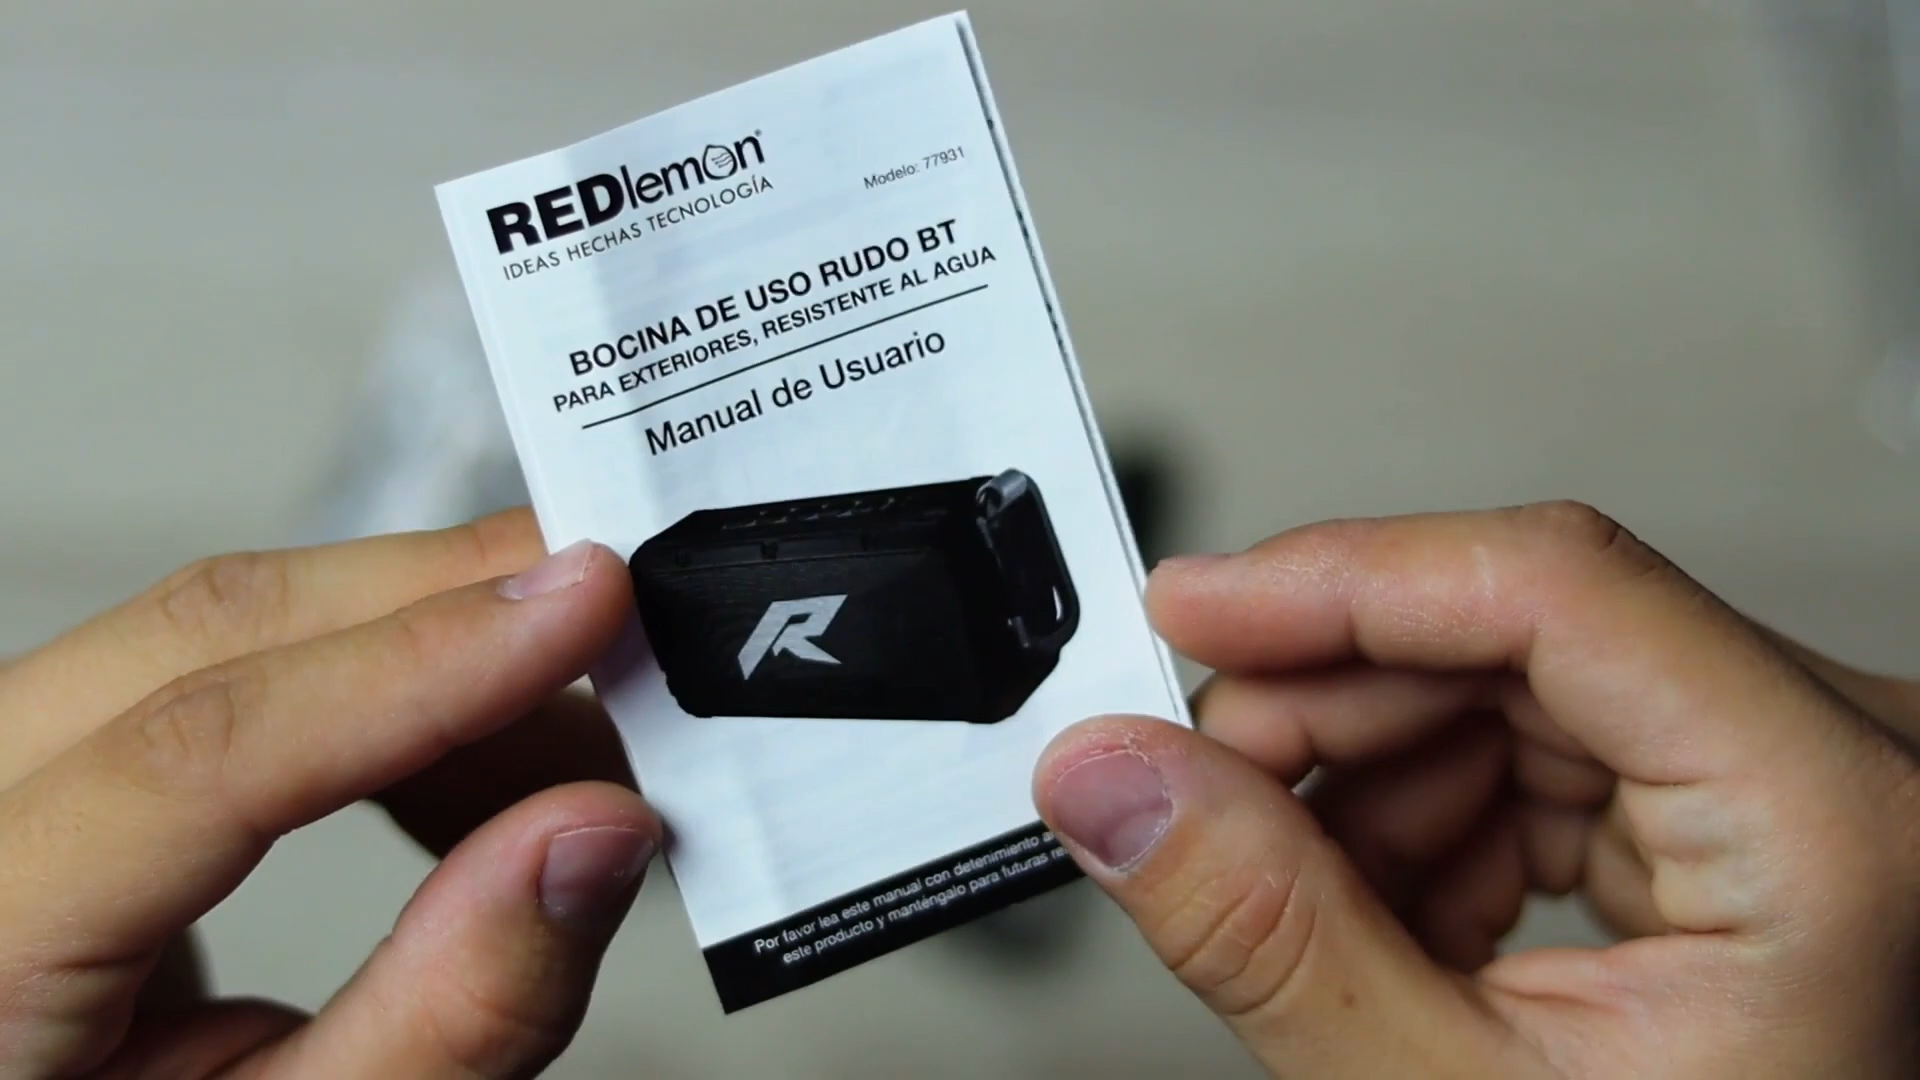 REDlemon®
IDEAS HECHAS TECNOLOGÍA
Modelo: 77931
BOCINA DE USO RUDO BT
PARA EXTERIORES, RESISTENTE AL AGUA
Manual de Usuario
R
Por favor lea este manual con detenimiento
este producto y manténgalo para futuras